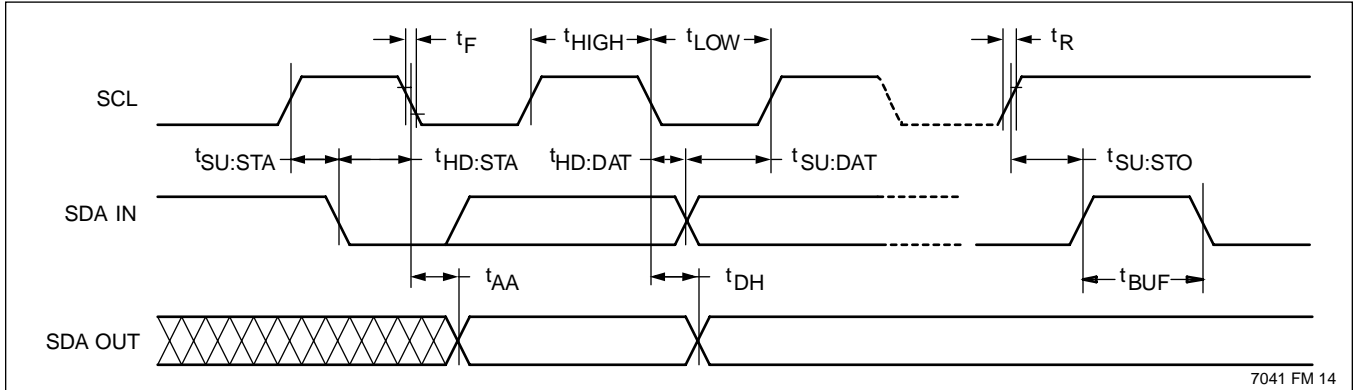 tF tHIGH tLOW tR
SCL
tSU:STA tHD:STA tHD:DAT tSU:DAT tSU:STO
SDA IN
tAA tDH tBUF
SDA OUT
7041 FM 14